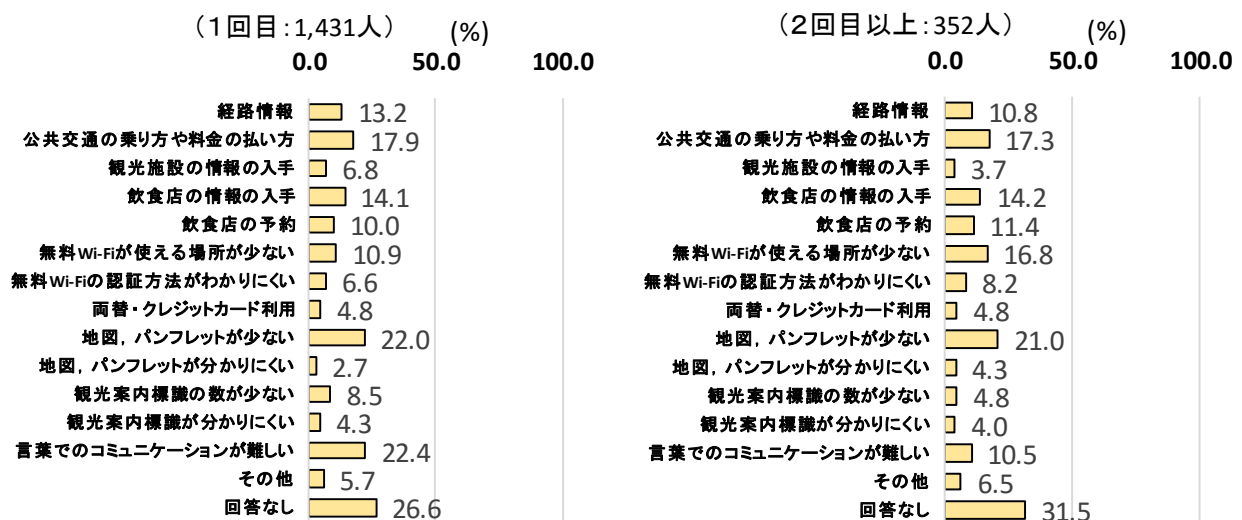 （１回目：1,431人）
(%)
0.0 50.0 100.0
経路情報 13.2
公共交通の乗り方や料金の払い方 17.9
観光施設の情報の入手 6.8
飲食店の情報の入手 14.1
飲食店の予約 10.0
無料Wi-Fiが使える場所が少ない 10.9
無料Wi-Fiの認証方法がわかりにくい 6.6
両替・クレジットカード利用 4.8
地図，パンフレットが少ない 22.0
地図，パンフレットが分かりにくい 2.7
観光案内標識の数が少ない 8.5
観光案内標識が分かりにくい 4.3
言葉でのコミュニケーションが難しい 22.4
その他 5.7
回答なし 26.6
（２回目以上：352人）
(%)
0.0 50.0 100.0
経路情報 10.8
公共交通の乗り方や料金の払い方 17.3
観光施設の情報の入手 3.7
飲食店の情報の入手 14.2
飲食店の予約 11.4
無料Wi-Fiが使える場所が少ない 16.8
無料Wi-Fiの認証方法がわかりにくい 8.2
両替・クレジットカード利用 4.8
地図，パンフレットが少ない 21.0
地図，パンフレットが分かりにくい 4.3
観光案内標識の数が少ない 4.8
観光案内標識が分かりにくい 4.0
言葉でのコミュニケーションが難しい 10.5
その他 6.5
回答なし 31.5